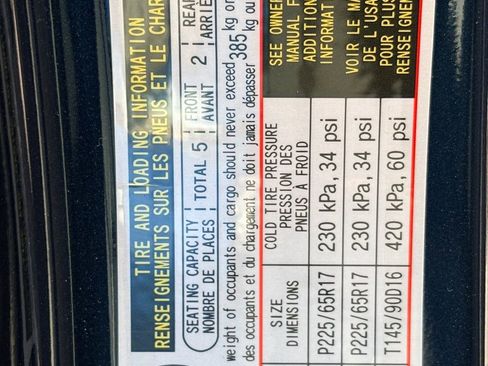 TIRE AND LOADING INFORMATION
RENSEIGNEMENTS SUR LES PNEUS ET LE CHAR
SEATING CAPACITY
NOMBRE DE PLACES
TOTAL 5
FRONT
AVANT
2
REAR
ARRIÈ
weight of occupants and cargo should never exceed
des occupants et du chargement ne doit jamais dépasser
385 kg or
kg ou
SIZE
DIMENSIONS
COLD TIRE PRESSURE
PRESSION DES
PNEUS À FROID
P225/65R17 230 kPa, 34 psi
P225/65R17 230 kPa, 34 psi
T145/90D16 420 kPa, 60 psi
SEE OWNER
MANUAL F
ADDITION
INFORMAT
VOIR LE MA
DE L'USA
POUR PLUS
RENSEIGNEMEN